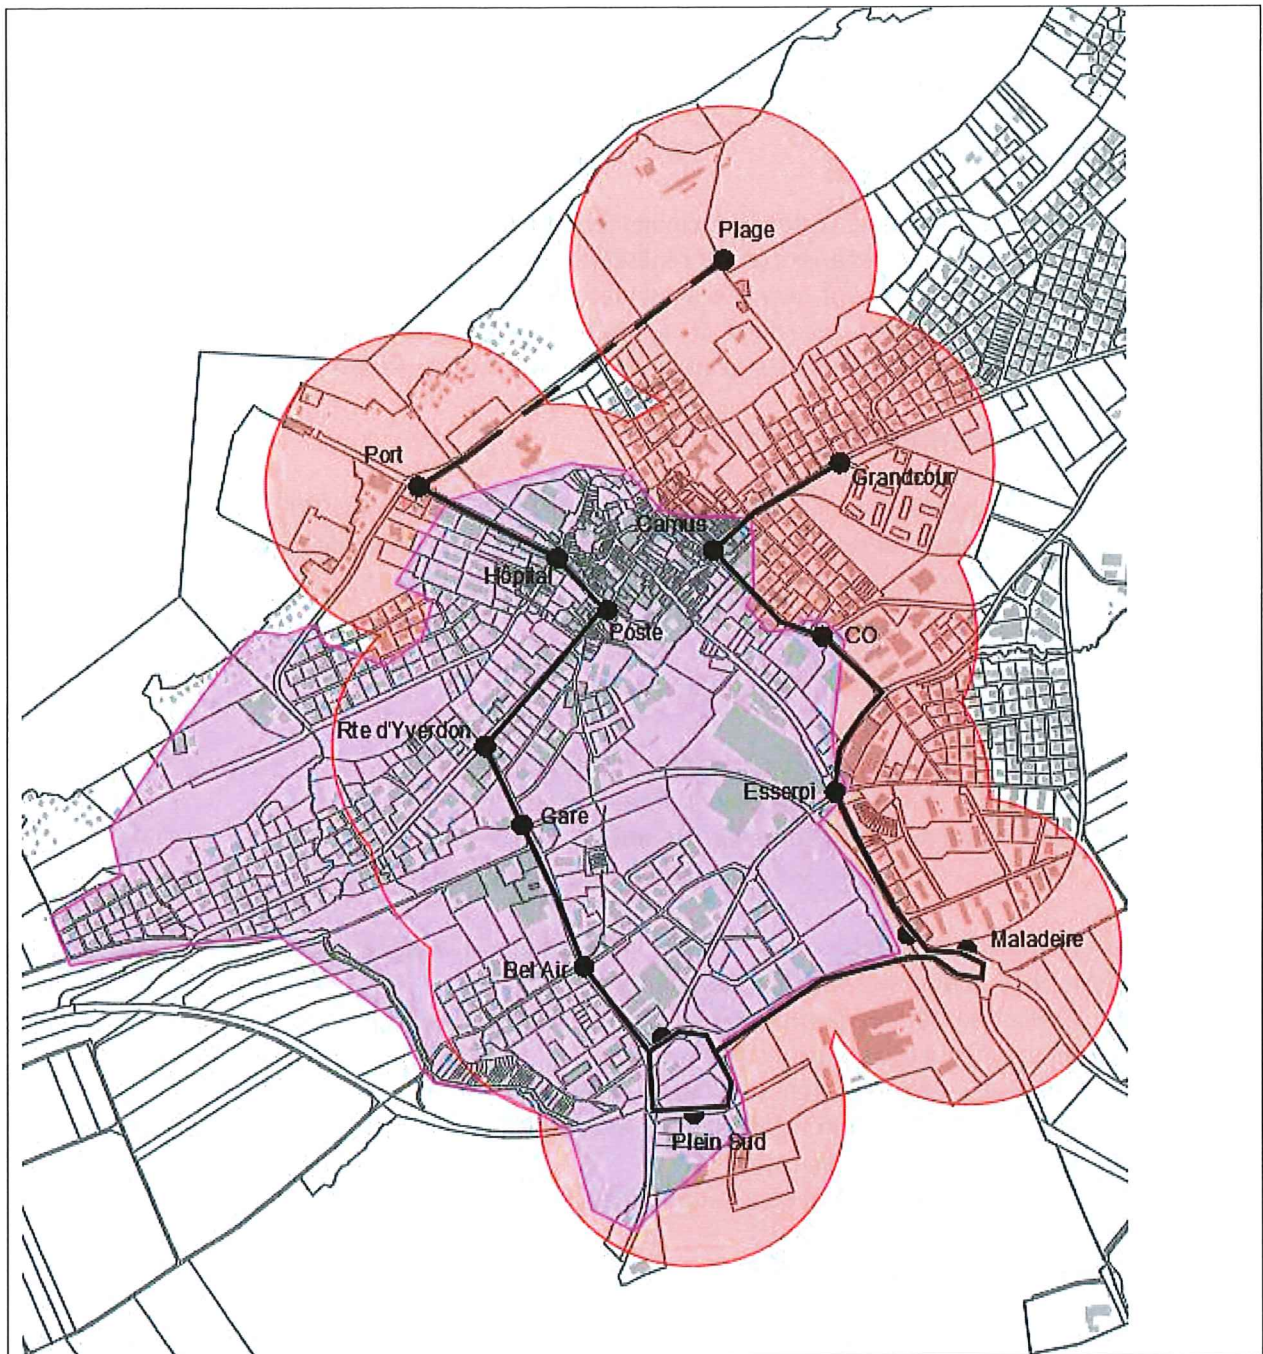 Plage
Port
Grandcour
Camus
Hôpital
Poste
CO
Rte d'Yverdon
Esserpi
Gare
Maladeire
Bel Air
Plein Sud